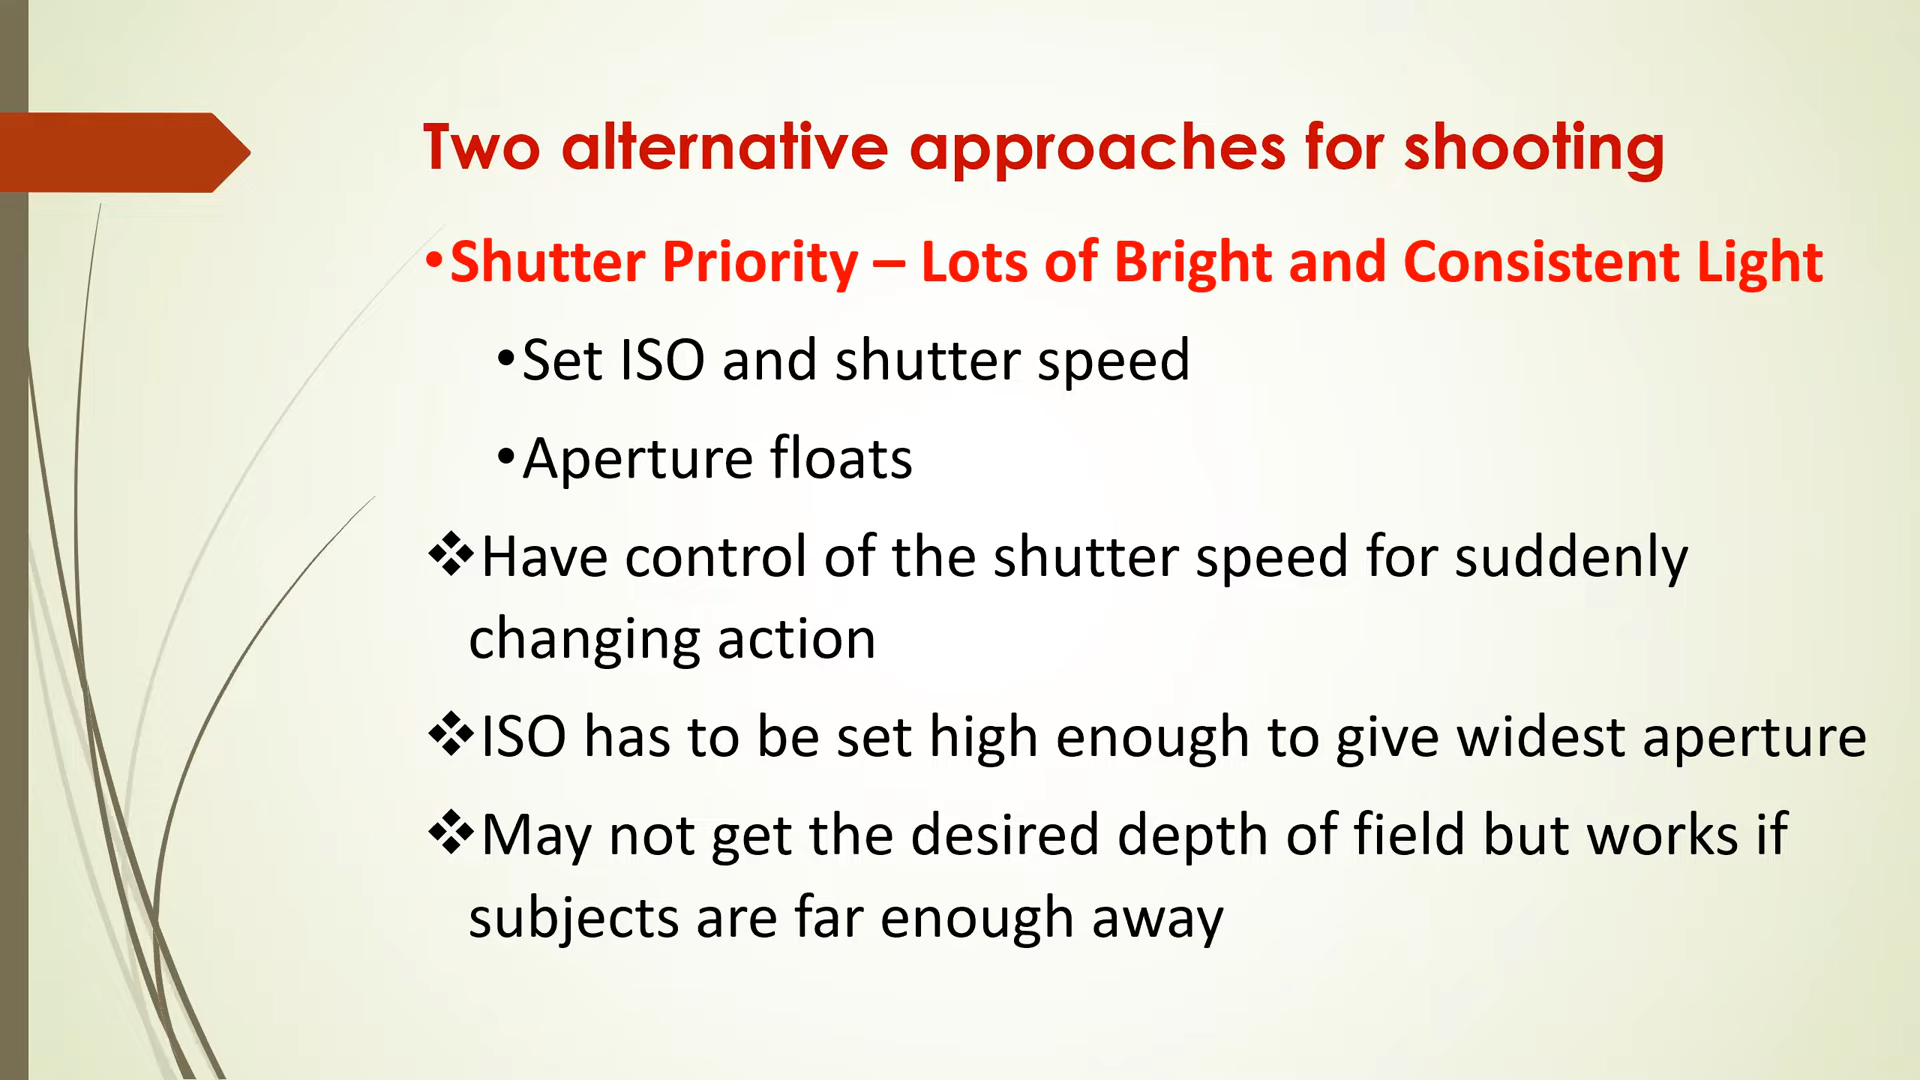 Two alternative approaches for shooting
•Shutter Priority – Lots of Bright and Consistent Light
•Set ISO and shutter speed
•Aperture floats
❖Have control of the shutter speed for suddenly
changing action
❖ISO has to be set high enough to give widest aperture
❖May not get the desired depth of field but works if
subjects are far enough away